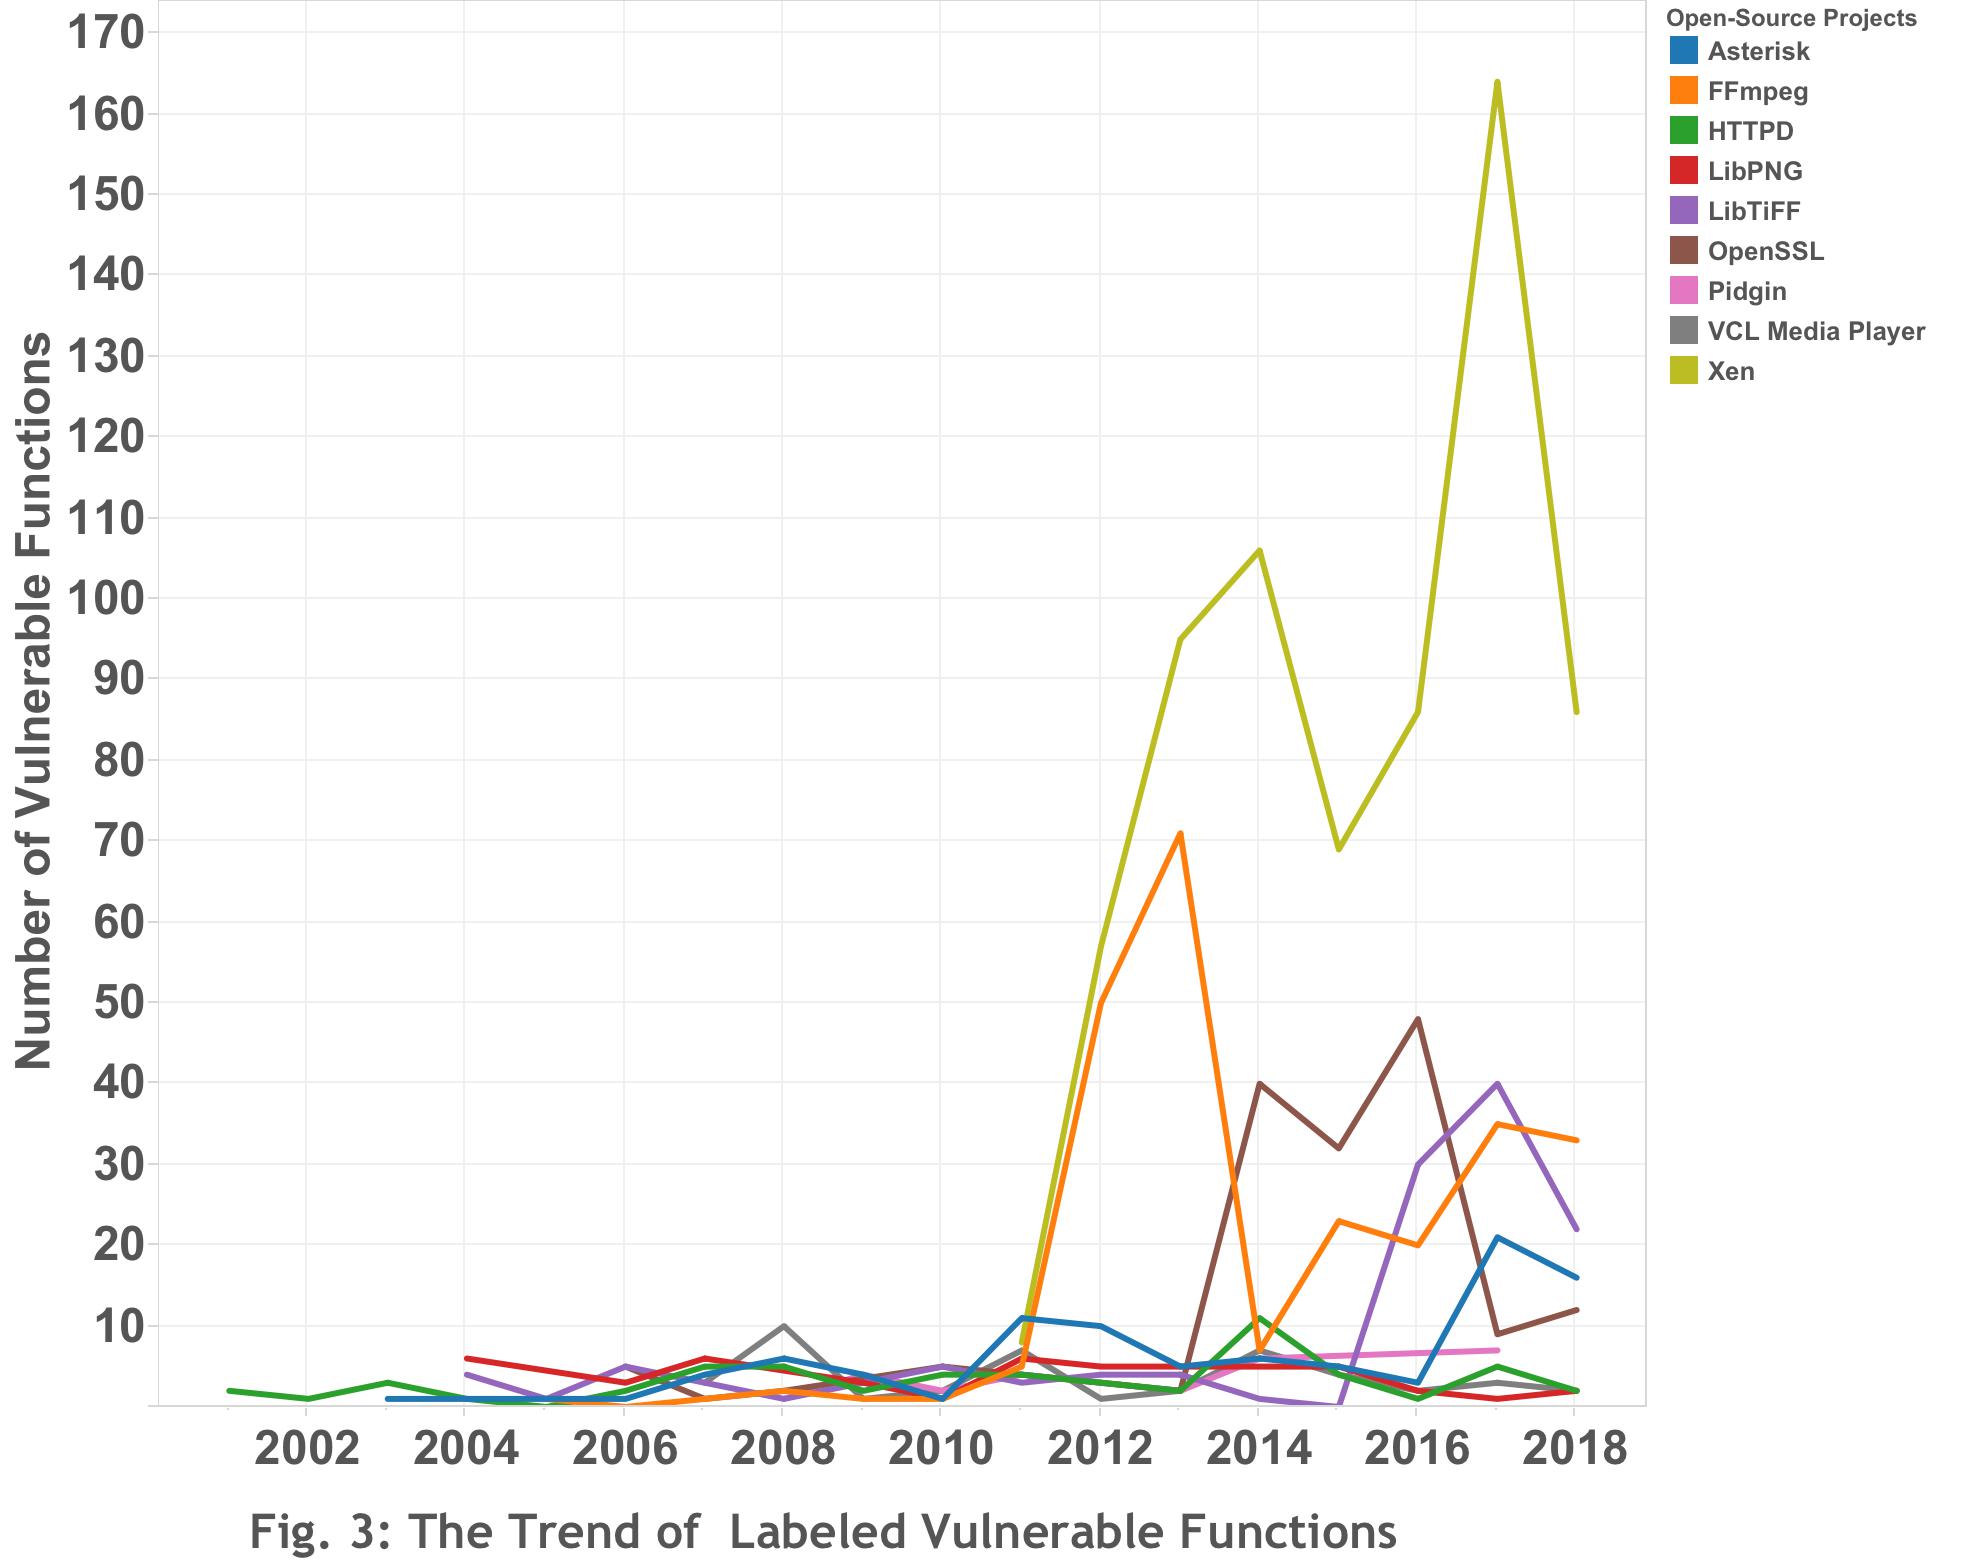 Open-Source Projects
Asterisk
FFmpeg
HTTPD
LibPNG
LibTiFF
OpenSSL
Pidgin
VCL Media Player
Xen
Number of Vulnerable Functions
170
160
150
140
130
120
110
100
90
80
70
60
50
40
30
20
10
2002 2004 2006 2008 2010 2012 2014 2016 2018
Fig. 3: The Trend of Labeled Vulnerable Functions